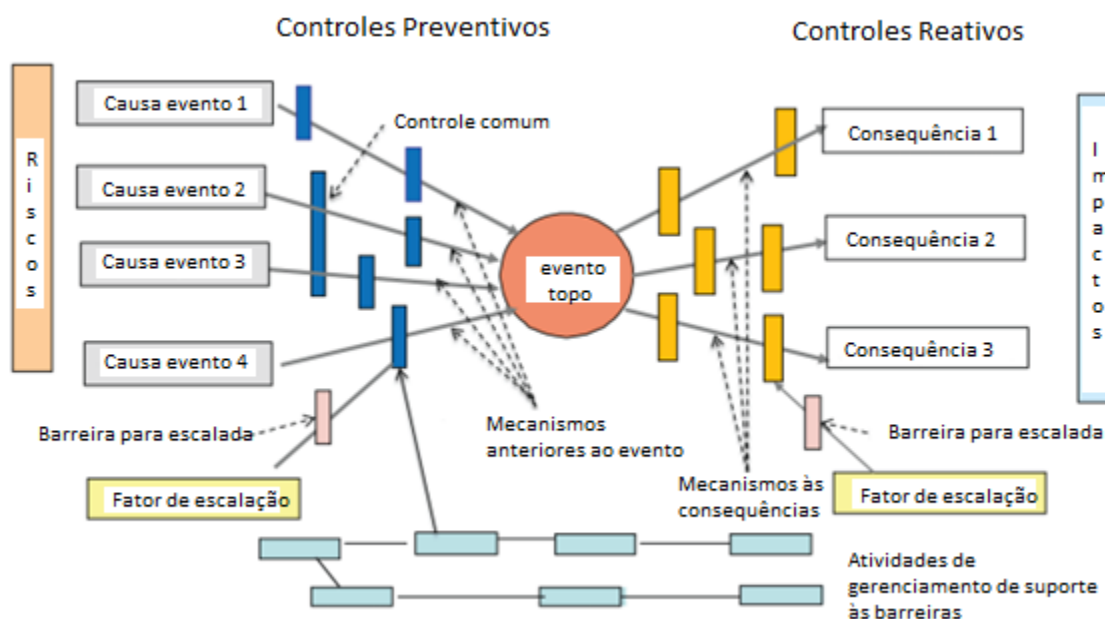 Controles Preventivos
Controles Reativos
Riscos
Causa evento 1
Causa evento 2
Causa evento 3
Causa evento 4
Controle comum
evento
topo
Consequência 1
Consequência 2
Consequência 3
Impactos
Barreira para escalada
Mecanismos
anteriores ao evento
Barreira para escalada
Fator de escalação
Mecanismos às
consequências
Fator de escalação
Atividades de
gerenciamento de suporte
às barreiras